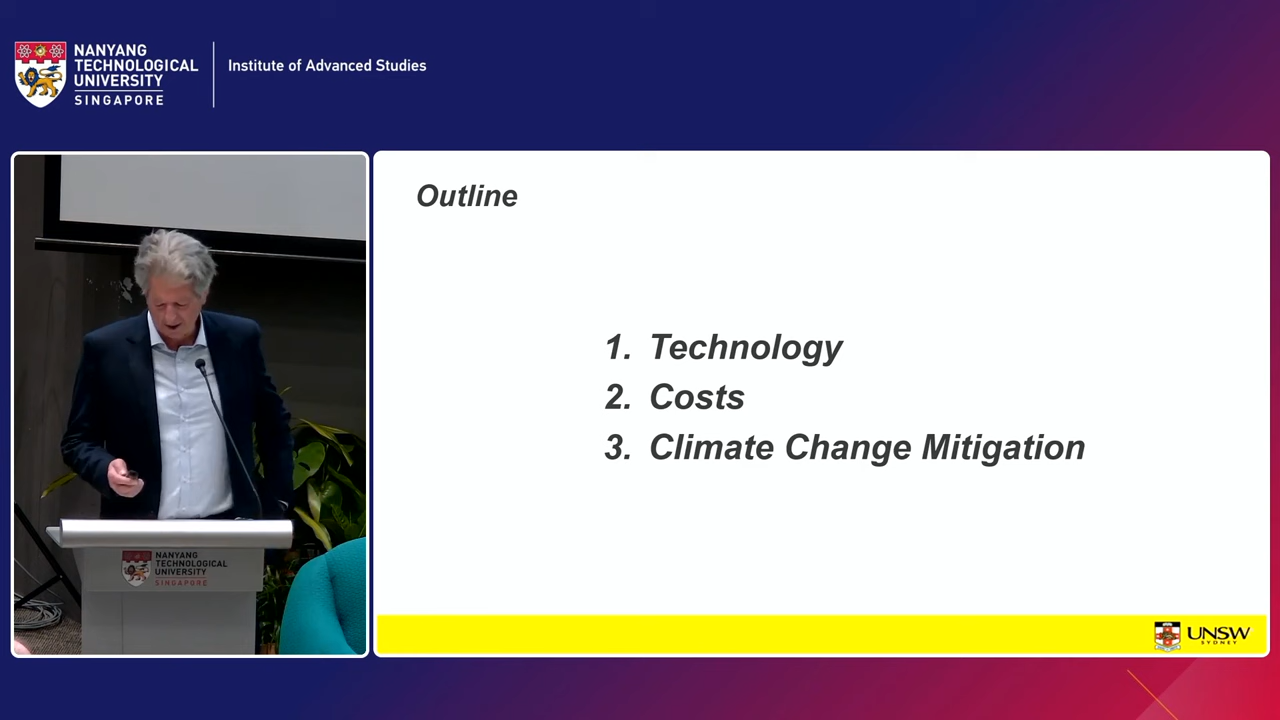 NANYANG
TECHNOLOGICAL
UNIVERSITY
SINGAPORE
Institute of Advanced Studies
Outline
1. Technology
2. Costs
3. Climate Change Mitigation
NANYANG
TECHNOLOGICAL
UNIVERSITY
SINGAPORE
UNSW
SYDNEY